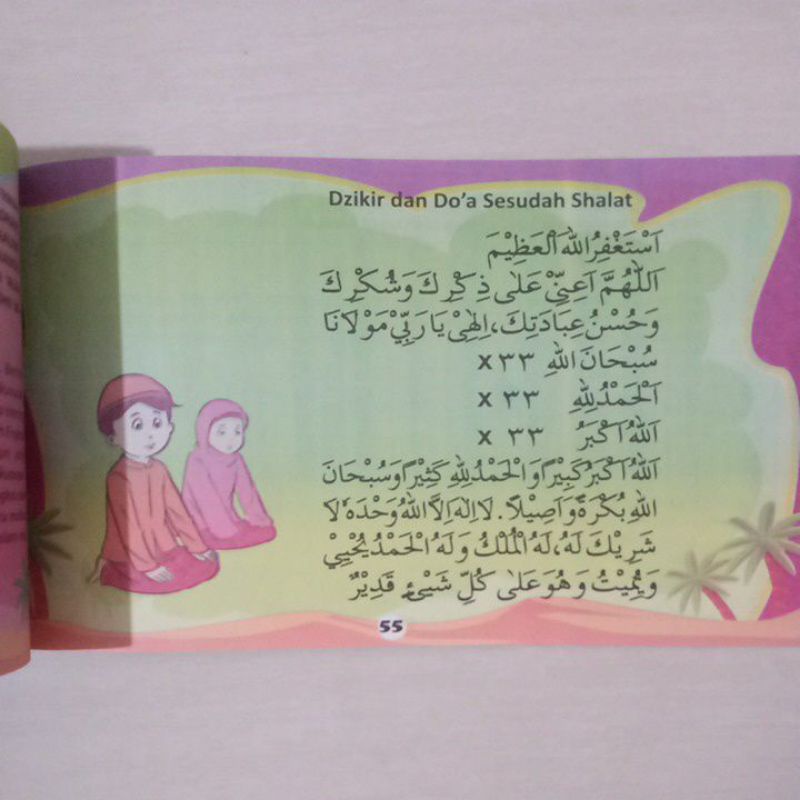 Dzikir dan Do'a Sesudah Shalat
اَسْتَغْفِرُاللهَ الْعَظِيْمَ
اَللّٰهُمَّ اَعِنِّيْ عَلٰى ذِكْرِكَ وَشُكْرِكَ
وَحُسْنُ عِبَادَتِكَ، اِلٰهِيْ يَا رَبِّيْ مَوْلَانَا
سُبْحَانَ اللهِ ٣٣ X
اَلْحَمْدُلِلّٰهِ ٣٣ X
اَللهُ اَكْبَرُ ٣٣ X
اَللهُ اَكْبَرُ كَبِيْرًا وَالْحَمْدُلِلّٰهِ كَثِيْرًا وَسُبْحَانَ
اللهِ بُكْرَةً وَاَصِيْلًا. لَا اِلٰهَ اِلَّا اللهُ وَحْدَهٗ لَا
شَرِيْكَ لَهُ، لَهُ الْمُلْكُ وَلَهُ الْحَمْدُ يُحْيِيْ
وَيُمِيْتُ وَهُوَ عَلٰى كُلِّ شَيْئٍ قَدِيْرٌ
55